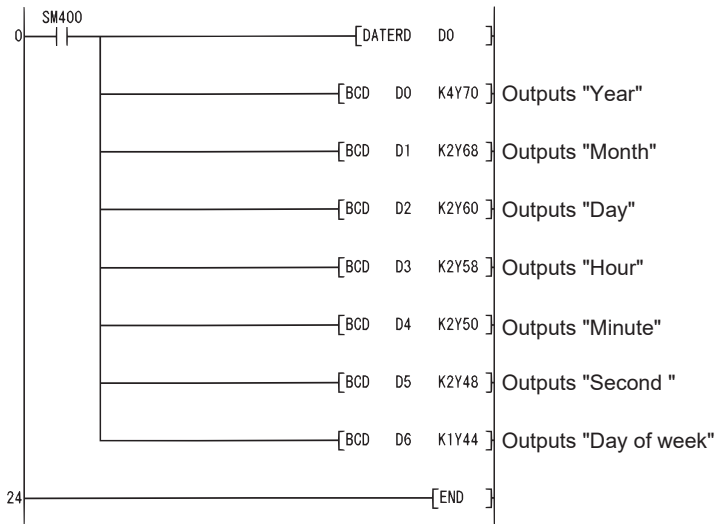 SM400
0 [DATERD D0 ]
[BCD D0 K4Y70 ] Outputs "Year"
[BCD D1 K2Y68 ] Outputs "Month"
[BCD D2 K2Y60 ] Outputs "Day"
[BCD D3 K2Y58 ] Outputs "Hour"
[BCD D4 K2Y50 ] Outputs "Minute"
[BCD D5 K2Y48 ] Outputs "Second "
[BCD D6 K1Y44 ] Outputs "Day of week"
24 [END ]